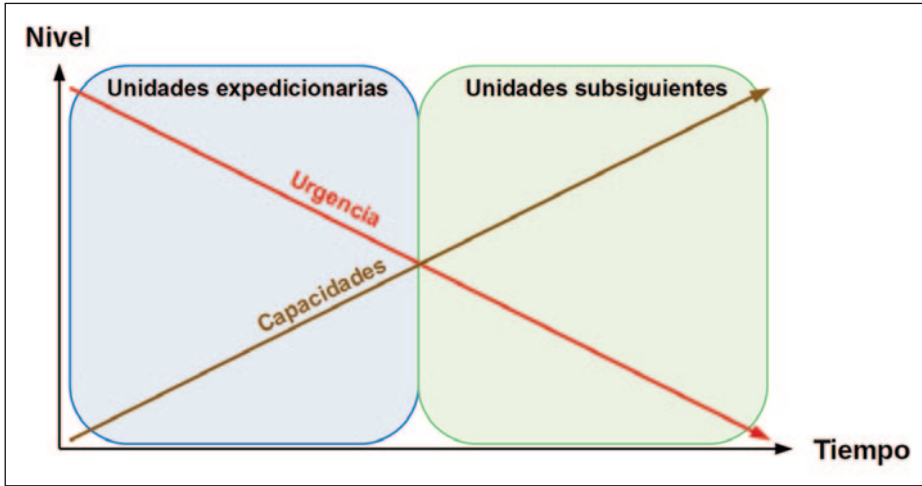 Nivel
Unidades expedicionarias
Unidades subsiguientes
Urgencia
Capacidades
Tiempo